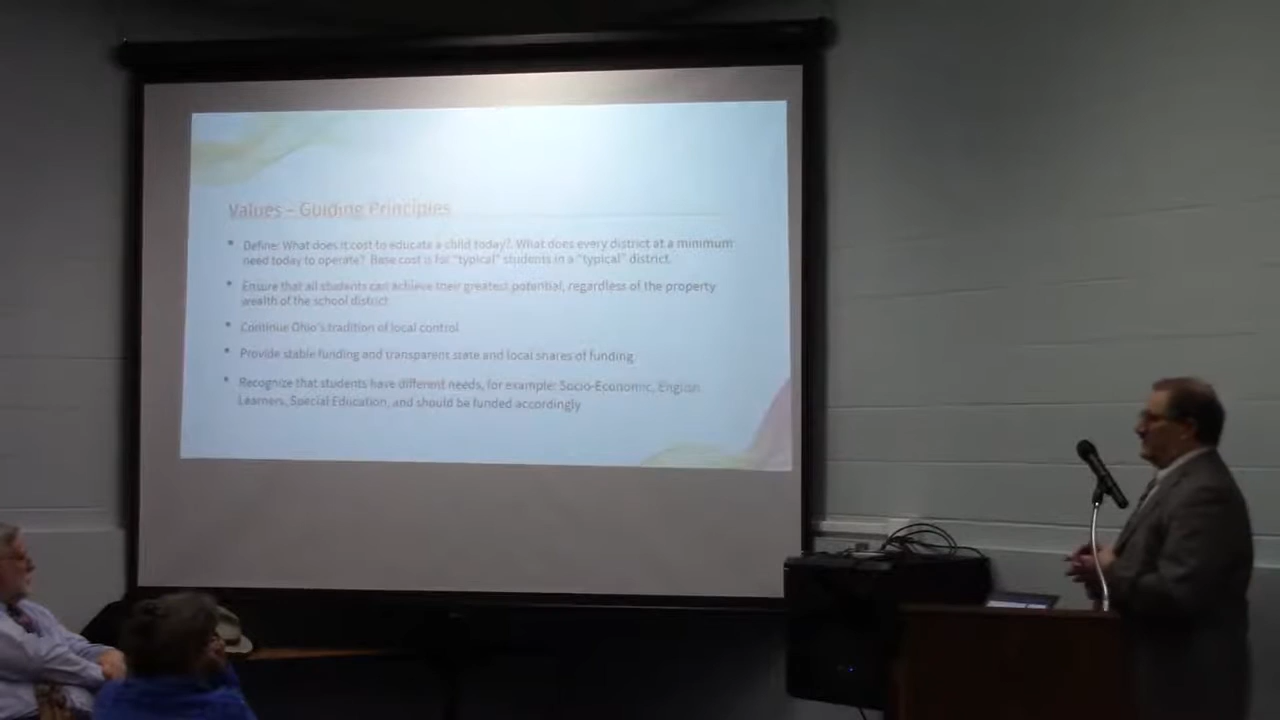 Values – Guiding Principles
• Define: What does it cost to educate a child today?. What does every district at a minimum
need today to operate? Base cost is for "typical" students in a "typical" district.
• Ensure that all students can achieve their greatest potential, regardless of the property
wealth of the school district
• Continue Ohio's tradition of local control
• Provide stable funding and transparent state and local shares of funding
• Recognize that students have different needs, for example: Socio-Economic, English
Learners, Special Education, and should be funded accordingly